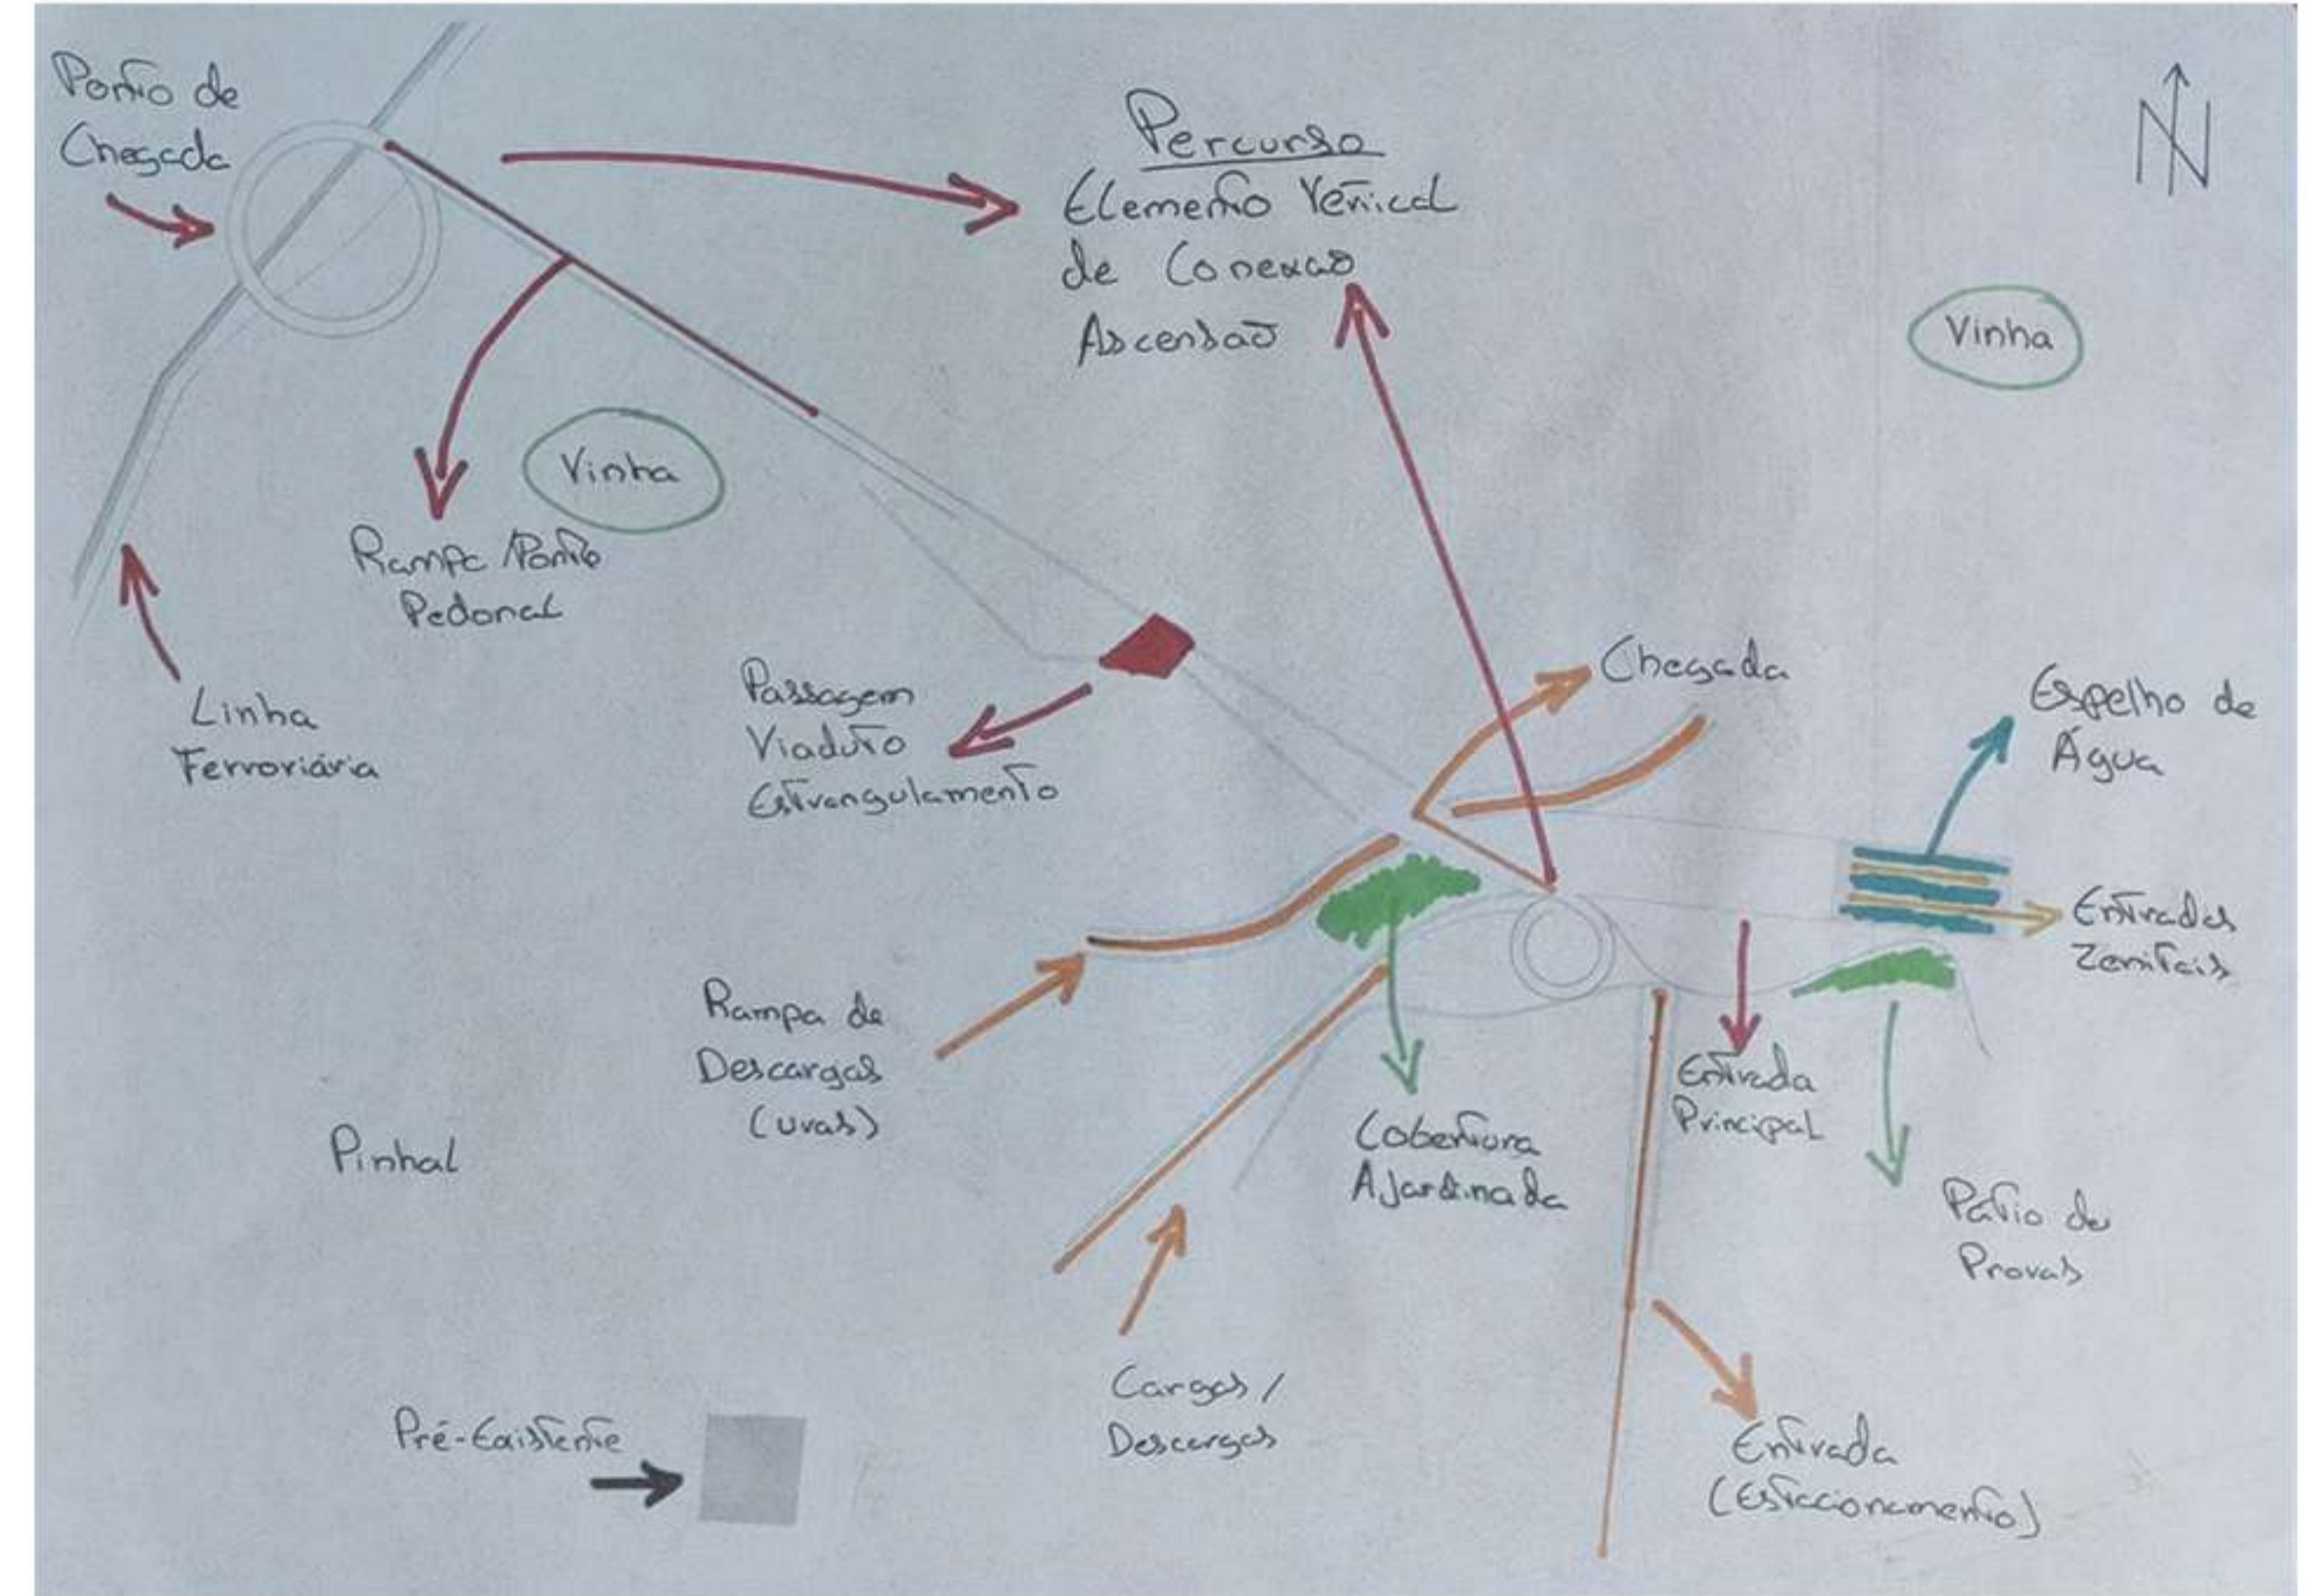 Ponto de
Chegada
Percurso
Elemento Vertical
de Conexão
Ascensão
N
Vinha
Vinha
Rampa/Ponte
Pedonal
Linha
Ferroviária
Passagem
Viaduto
Estrangulamento
Chegada
Espelho de
Água
Entradas
Zenitais
Rampa de
Descargas
(uvas)
Entrada
Principal
Cobertura
Ajardinada
Pátio de
Provas
Pinhal
Cargas/
Descargas
Pré-Existente
Entrada
(Estacionamento)